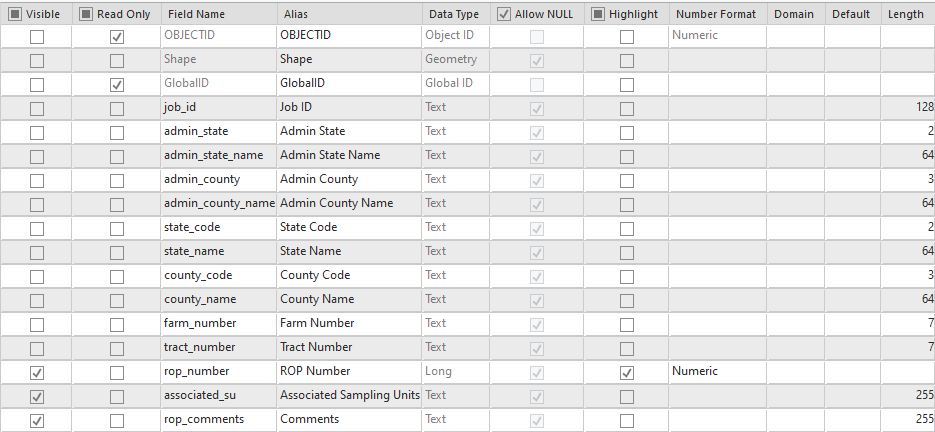 Visible Read Only Field Name Alias Data Type Allow NULL Highlight Number Format Domain Default Length
OBJECTID OBJECTID Object ID Numeric
Shape Shape Geometry
GlobalID GlobalID Global ID
job_id Job ID Text 128
admin_state Admin State Text 2
admin_state_name Admin State Name Text 64
admin_county Admin County Text 3
admin_county_name Admin County Name Text 64
state_code State Code Text 2
state_name State Name Text 64
county_code County Code Text 3
county_name County Name Text 64
farm_number Farm Number Text 7
tract_number Tract Number Text 7
rop_number ROP Number Long Numeric
associated_su Associated Sampling Units Text 255
rop_comments Comments Text 255